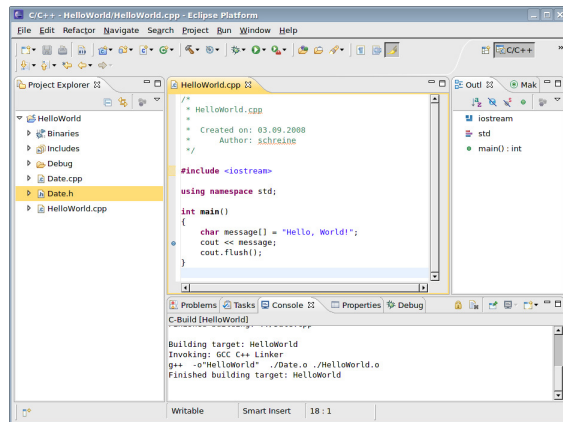 C/C++ - HelloWorld/HelloWorld.cpp - Eclipse Platform
File Edit Refactor Navigate Search Project Run Window Help
C/C++
»
Project Explorer
HelloWorld
Binaries
Includes
Debug
Date.cpp
Date.h
HelloWorld.cpp
HelloWorld.cpp
/*
* HelloWorld.cpp
*
*  Created on: 03.09.2008
*      Author: schreine
*/
#include <iostream>
using namespace std;
int main()
{
char message[] = "Hello, World!";
cout << message;
cout.flush();
}
Outl Mak
iostream
std
main() : int
Problems Tasks Console Properties Debug
C-Build [HelloWorld]
Building target: HelloWorld
Invoking: GCC C++ Linker
g++  -o"HelloWorld"  ./Date.o ./HelloWorld.o
Finished building target: HelloWorld
Writable Smart Insert 18 : 1